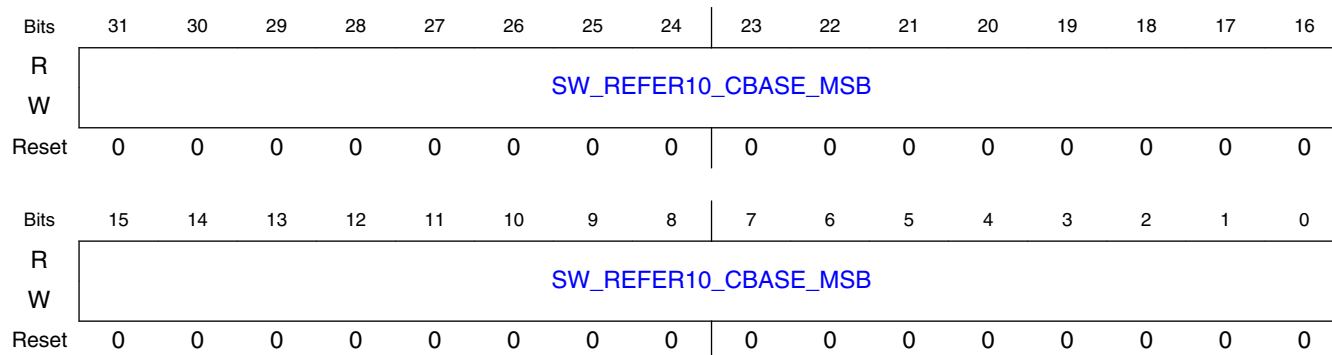 Bits 31 30 29 28 27 26 25 24 23 22 21 20 19 18 17 16
R
SW_REFER10_CBASE_MSB
W
Reset 0 0 0 0 0 0 0 0 0 0 0 0 0 0 0 0
Bits 15 14 13 12 11 10 9 8 7 6 5 4 3 2 1 0
R
SW_REFER10_CBASE_MSB
W
Reset 0 0 0 0 0 0 0 0 0 0 0 0 0 0 0 0